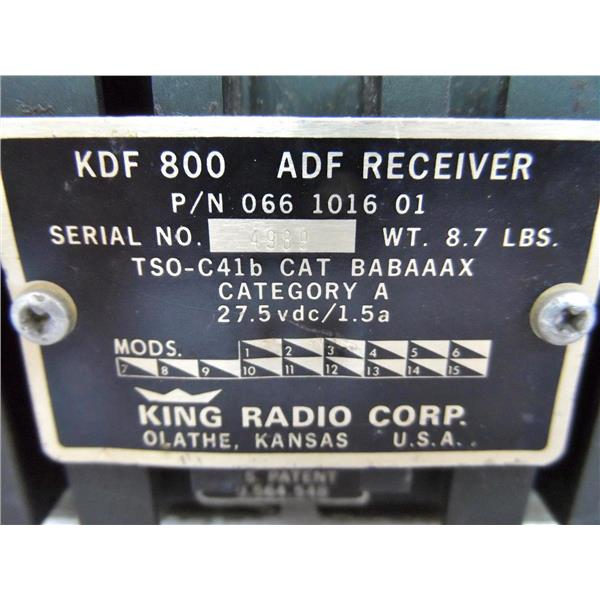 KDF 800 ADF RECEIVER
P/N 066 1016 01
SERIAL NO. 4989 WT. 8.7 LBS.
TSO-C41b CAT BABAAAX
CATEGORY A
27.5vdc/1.5a
MODS. 1 2 3 4 5 6
7 8 9 10 11 12 13 14 15
KING RADIO CORP.
OLATHE, KANSAS U.S.A.
PATENT